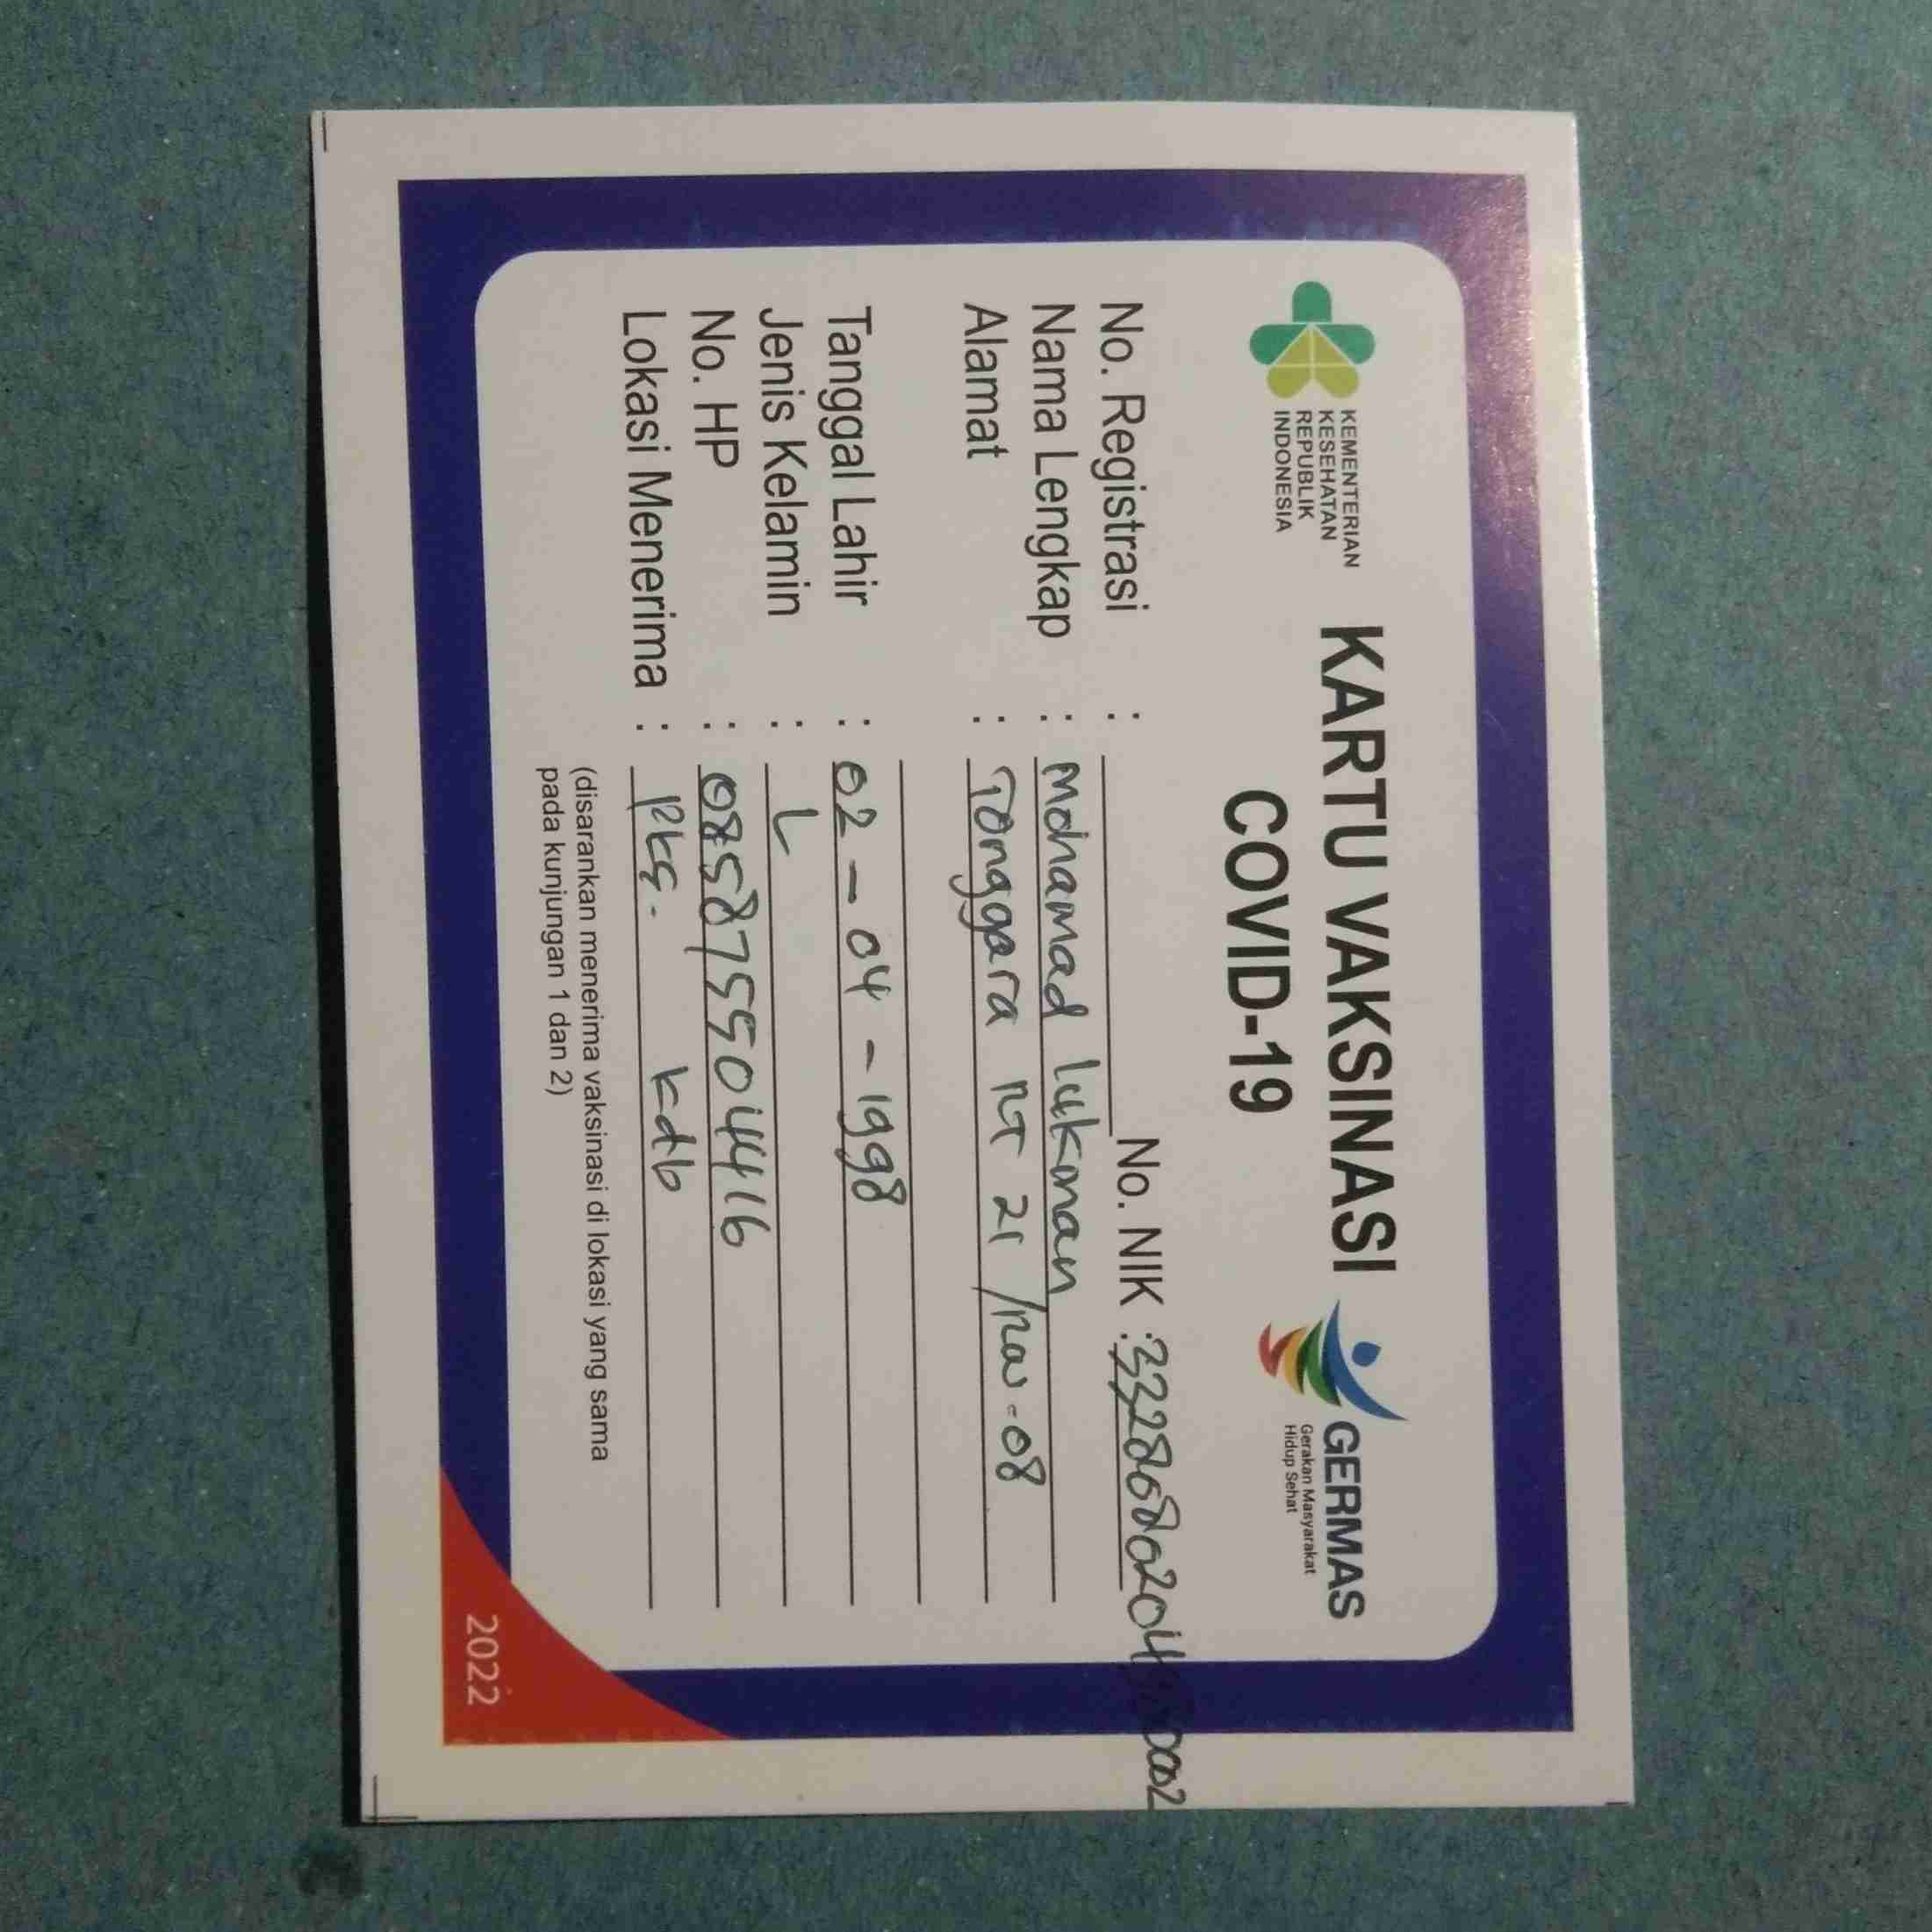 KEMENTERIAN
KESEHATAN
REPUBLIK
INDONESIA
KARTU VAKSINASI
COVID-19
GERMAS
Gerakan Masyarakat
Hidup Sehat
No. Registrasi : No. NIK :
Nama Lengkap : Mohamad lukman
Alamat : Tonggara RT 21 /RW-08
Tanggal Lahir : 02-04-1998
Jenis Kelamin : L
No. HP : 0858755044416
Lokasi Menerima : PKS. Kdb
(disarankan menerima vaksinasi di lokasi yang sama
pada kunjungan 1 dan 2)
2022